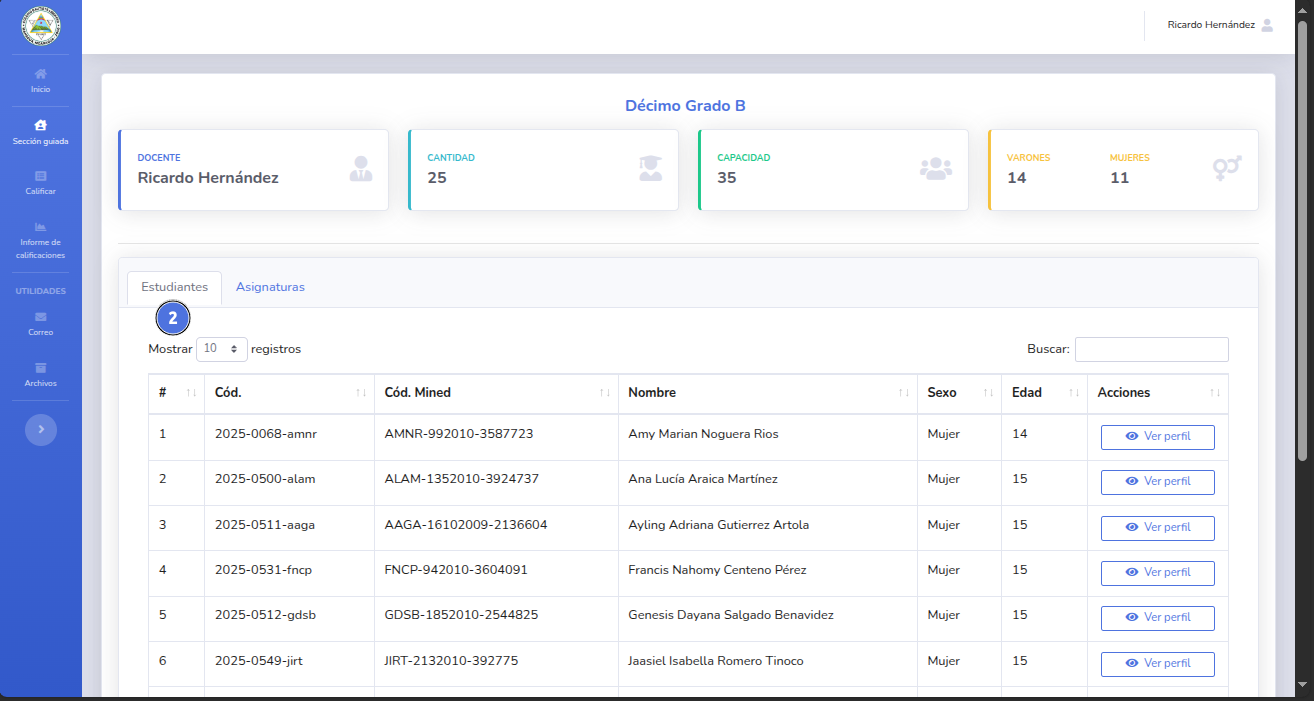 Ricardo Hernández
Inicio
Sección guiada
Calificar
Informe de
calificaciones
UTILIDADES
Correo
Archivos
Décimo Grado B
DOCENTE
Ricardo Hernández
CANTIDAD
25
CAPACIDAD
35
VARONES MUJERES
14 11
Estudiantes Asignaturas
2
Mostrar 10 registros Buscar:
# Cód. Cód. Mined Nombre Sexo Edad Acciones
1 2025-0068-amnr AMNR-992010-3587723 Amy Marian Noguera Rios Mujer 14 Ver perfil
2 2025-0500-alam ALAM-1352010-3924737 Ana Lucía Araica Martínez Mujer 15 Ver perfil
3 2025-0511-aaga AAGA-16102009-2136604 Ayling Adriana Gutierrez Artola Mujer 15 Ver perfil
4 2025-0531-fncp FNCP-942010-3604091 Francis Nahomy Centeno Pérez Mujer 15 Ver perfil
5 2025-0512-gdsb GDSB-1852010-2544825 Genesis Dayana Salgado Benavidez Mujer 15 Ver perfil
6 2025-0549-jirt JIRT-2132010-392775 Jaasiel Isabella Romero Tinoco Mujer 15 Ver perfil